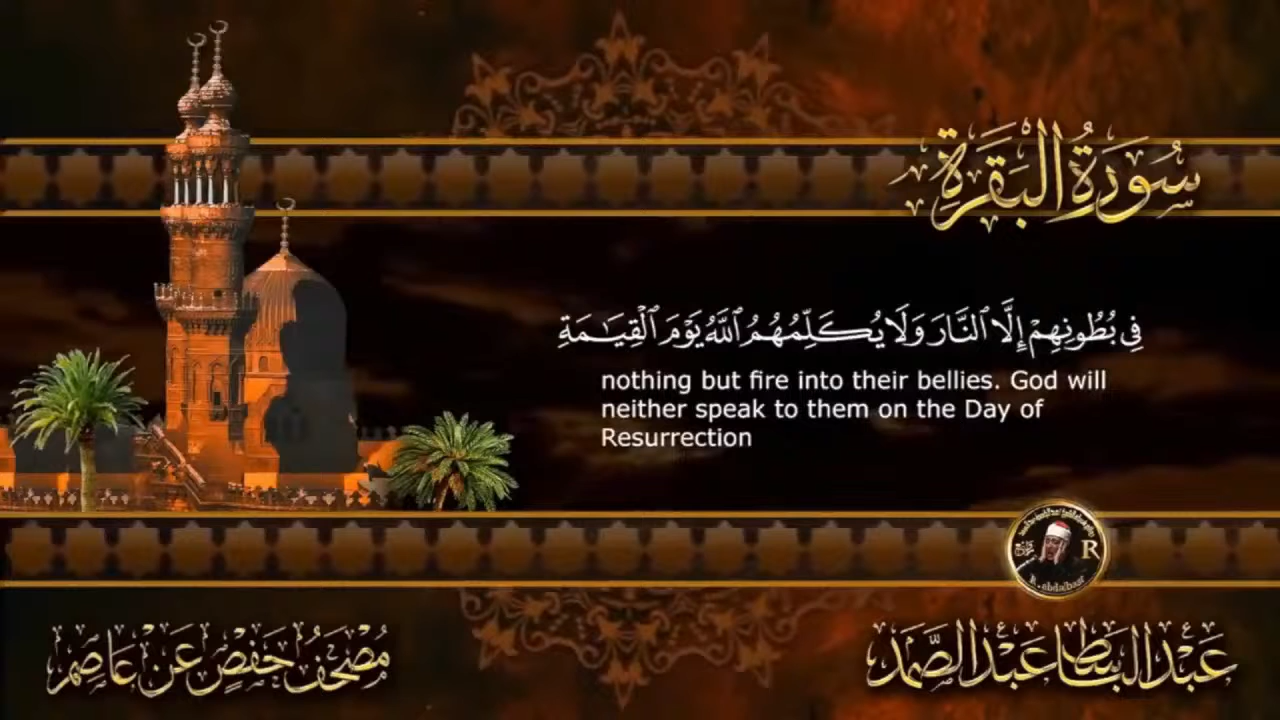 سُورَةُ البَقَرَةِ
فِى بُطُونِهِمْ إِلَّا ٱلنَّارَ وَلَا يُكَلِّمُهُمُ ٱللَّهُ يَوْمَ ٱلْقِيَٰمَةِ
nothing but fire into their bellies. God will
neither speak to them on the Day of
Resurrection
R
R . abdalbast
عَبْدُ البَاسِط عَبْدُ الصَّمَد
مُصْحَفُ حَفْصٍ عَنْ عَاصِمٍ